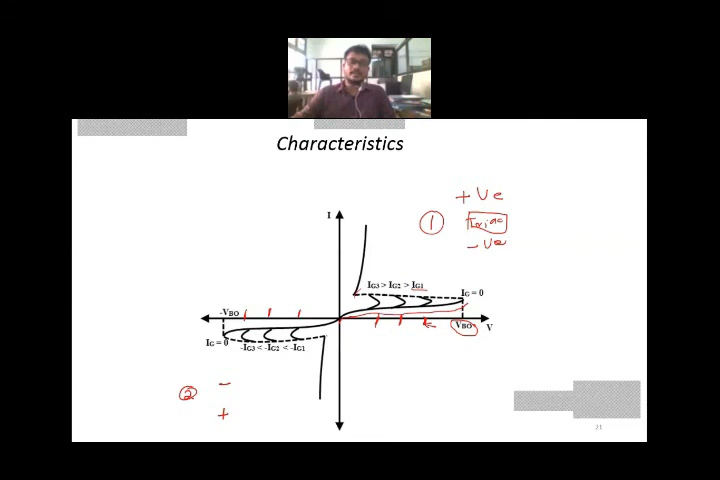 Characteristics
+ve
1
Triac
-ve
I
IG3 > IG2 > IG1
IG = 0
-VBO
VBO
V
IG = 0
-IG3 < -IG2 < -IG1
2
-
+
21